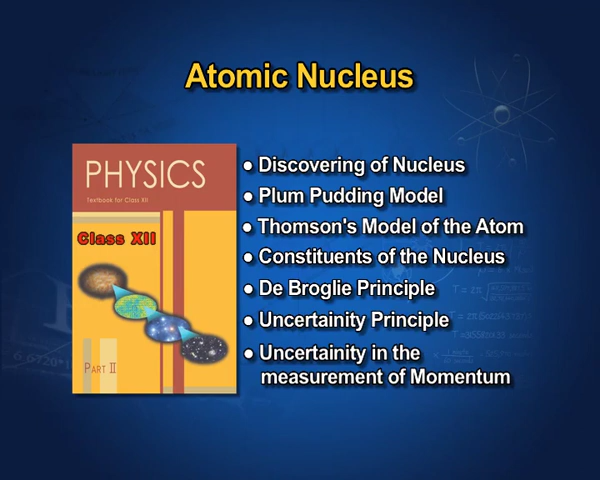 Atomic Nucleus
PHYSICS
Textbook for Class XII
Class XII
PART II
● Discovering of Nucleus
● Plum Pudding Model
● Thomson's Model of the Atom
● Constituents of the Nucleus
● De Broglie Principle
● Uncertainity Principle
● Uncertainity in the
measurement of Momentum